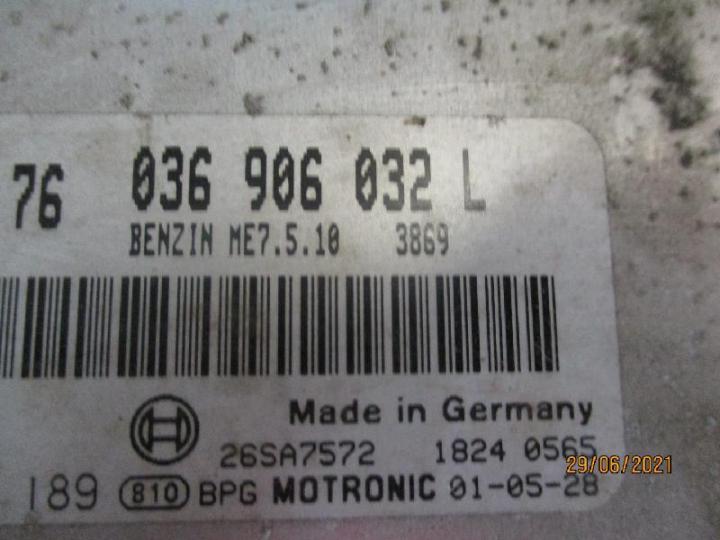 76 036 906 032 L
BENZIN ME7.5.10 3869
Made in Germany
26SA7572 1824 0565
29/06/2021
189 810 BPG MOTRONIC 01-05-28